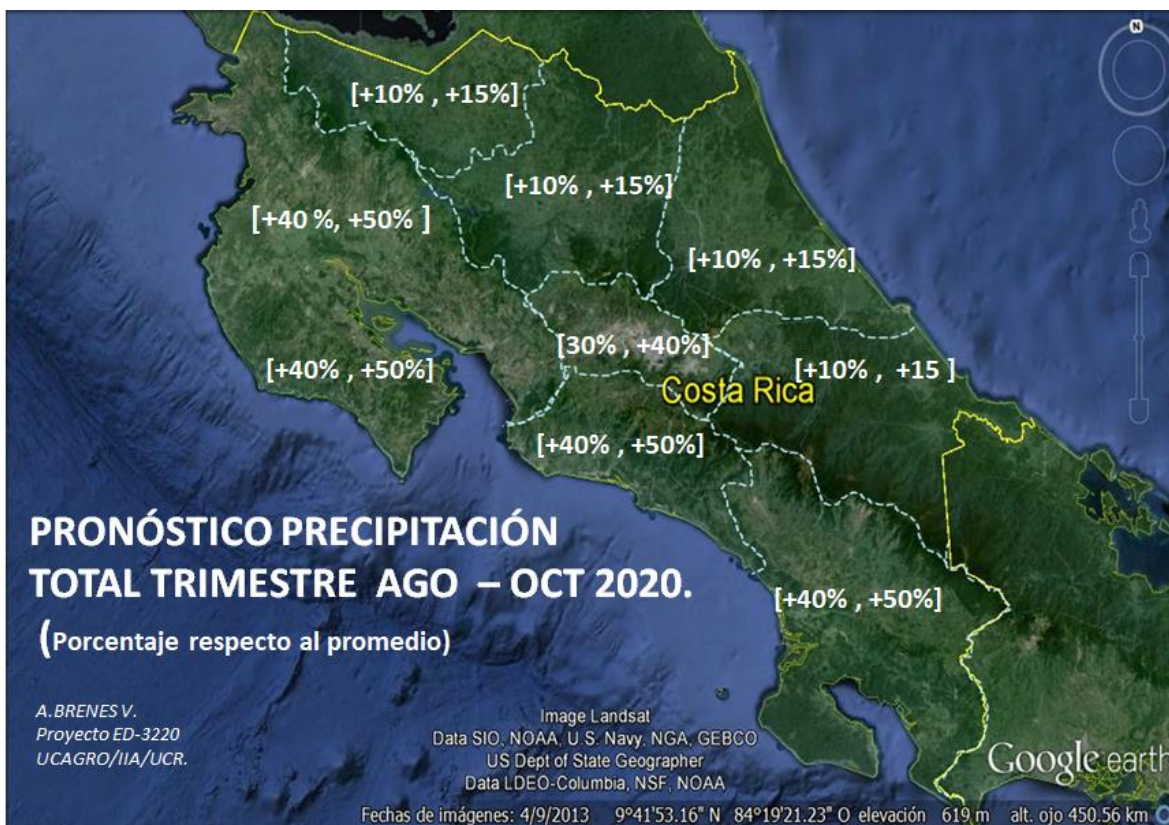 N
[+10% , +15%]
[+10% , +15%]
[+40 %, +50% ]
[+10% , +15%]
[30% , +40%]
[+40% , +50%]
[+10% , +15 ]
Costa Rica
[+40% , +50%]
PRONÓSTICO PRECIPITACIÓN
TOTAL TRIMESTRE AGO – OCT 2020.
(Porcentaje respecto al promedio)
[+40% , +50%]
A.BRENES V.
Proyecto ED-3220
UCAGRO/IIA/UCR.
Image Landsat
Data SIO, NOAA, U.S. Navy, NGA, GEBCO
US Dept of State Geographer
Data LDEO-Columbia, NSF, NOAA
Google earth
Fechas de imágenes: 4/9/2013 9°41'53.16" N 84°19'21.23" O elevación 619 m alt. ojo 450.56 km